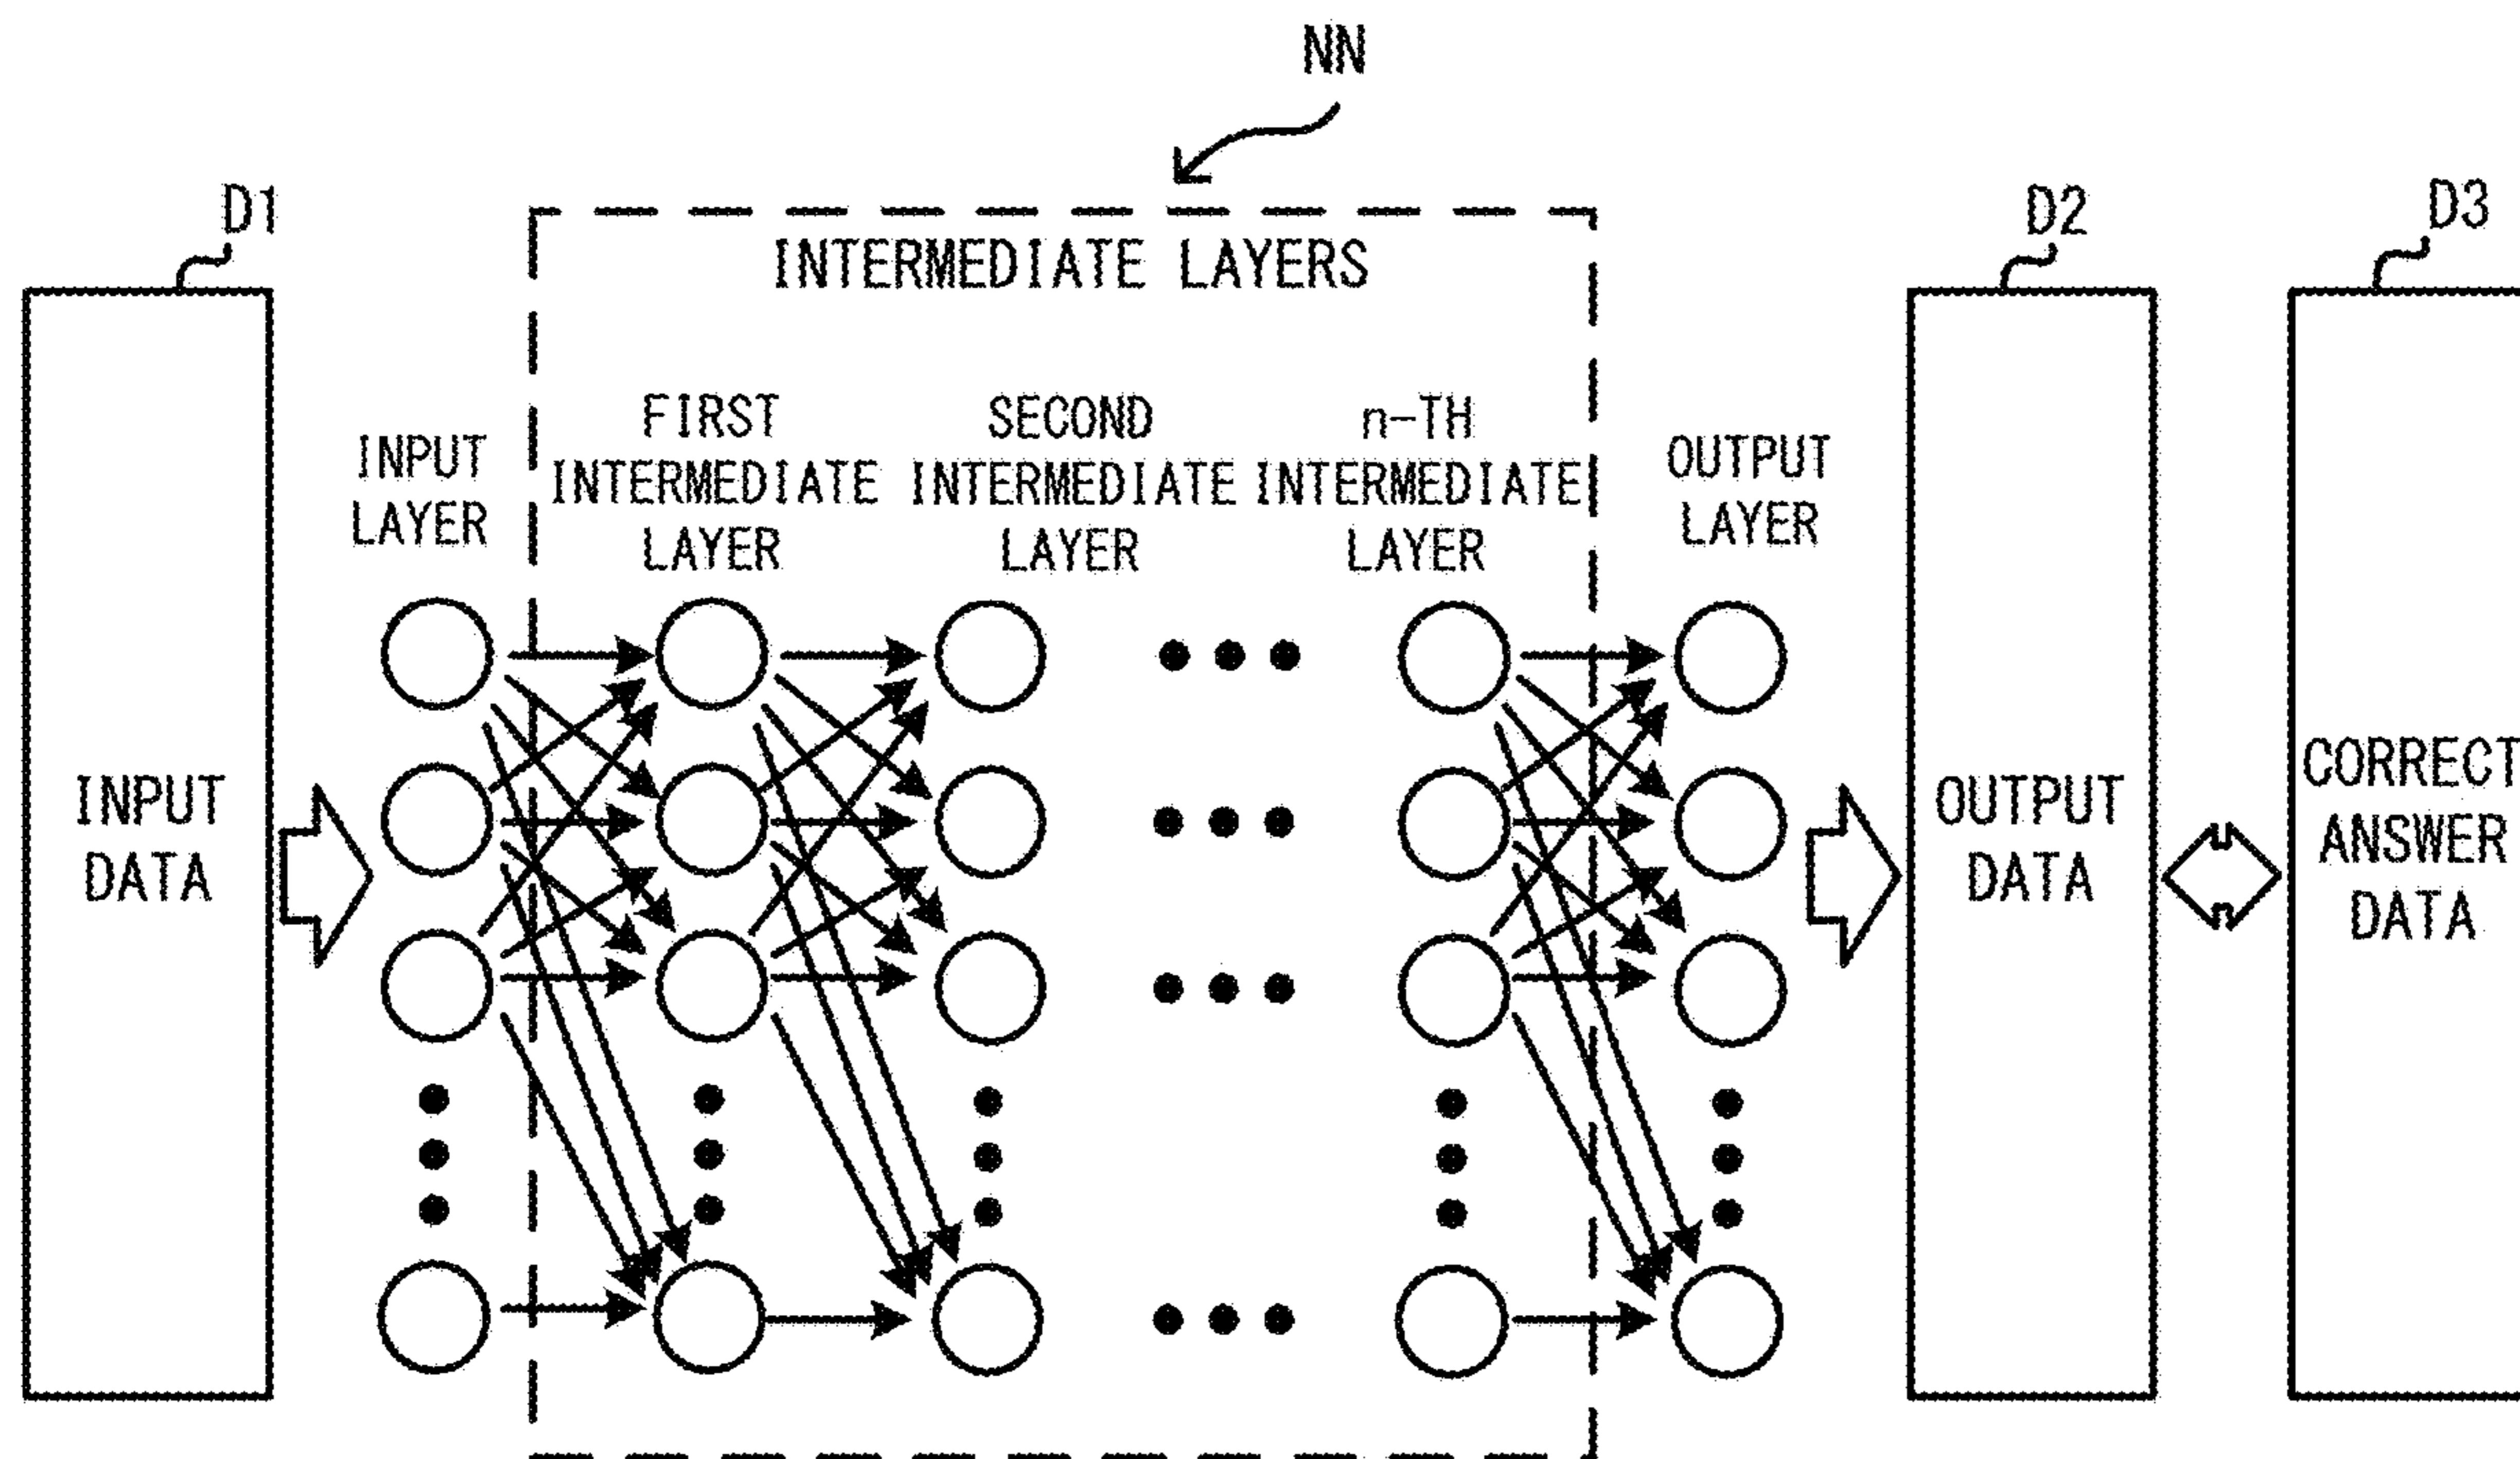 NN
D1
D2
D3
INTERMEDIATE LAYERS
INPUT
LAYER
FIRST
INTERMEDIATE
LAYER
SECOND
INTERMEDIATE
LAYER
n-TH
INTERMEDIATE
LAYER
OUTPUT
LAYER
INPUT
DATA
OUTPUT
DATA
CORRECT
ANSWER
DATA